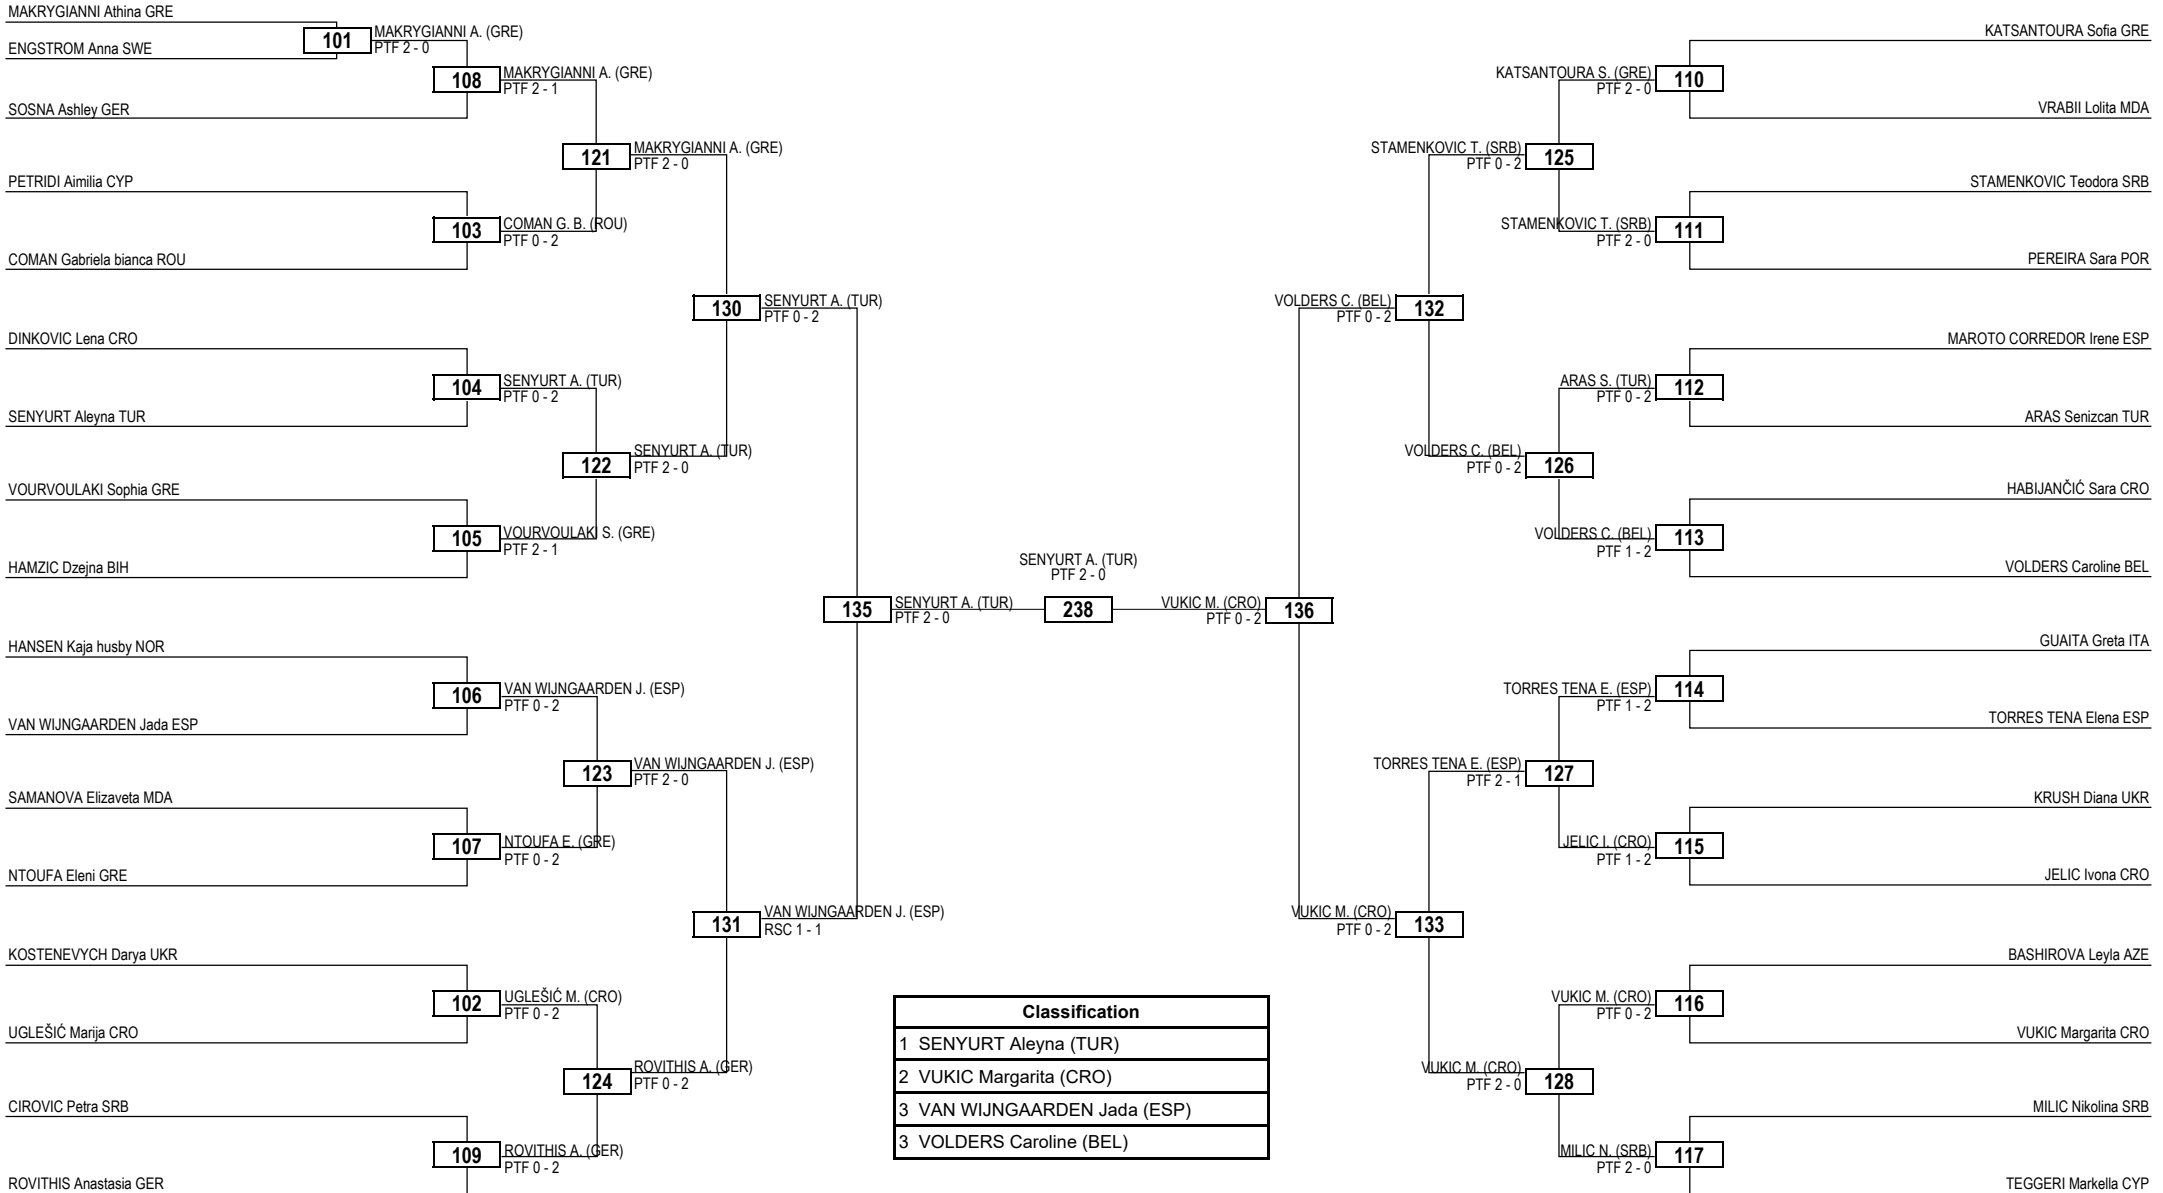 MAKRYGIANNI Athina GRE
ENGSTROM Anna SWE
101
MAKRYGIANNI A. (GRE)
PTF 2 - 0
108
MAKRYGIANNI A. (GRE)
PTF 2 - 1
SOSNA Ashley GER
121
MAKRYGIANNI A. (GRE)
PTF 2 - 0
PETRIDI Aimilia CYP
103
COMAN G. B. (ROU)
PTF 0 - 2
COMAN Gabriela bianca ROU
130
SENYURT A. (TUR)
PTF 0 - 2
DINKOVIC Lena CRO
104
SENYURT A. (TUR)
PTF 0 - 2
SENYURT Aleyna TUR
122
SENYURT A. (TUR)
PTF 2 - 0
VOURVOULAKI Sophia GRE
105
VOURVOULAKI S. (GRE)
PTF 2 - 1
HAMZIC Dzejna BIH
135
SENYURT A. (TUR)
PTF 2 - 0
HANSEN Kaja husby NOR
106
VAN WIJNGAARDEN J. (ESP)
PTF 0 - 2
VAN WIJNGAARDEN Jada ESP
123
VAN WIJNGAARDEN J. (ESP)
PTF 2 - 0
SAMANOVA Elizaveta MDA
107
NTOUFA E. (GRE)
PTF 0 - 2
NTOUFA Eleni GRE
131
VAN WIJNGAARDEN J. (ESP)
RSC 1 - 1
KOSTENEVYCH Darya UKR
102
UGLEŠIĆ M. (CRO)
PTF 0 - 2
UGLEŠIĆ Marija CRO
124
ROVITHIS A. (GER)
PTF 0 - 2
CIROVIC Petra SRB
109
ROVITHIS A. (GER)
PTF 0 - 2
ROVITHIS Anastasia GER
SENYURT A. (TUR)
PTF 2 - 0
238
KATSANTOURA Sofia GRE
KATSANTOURA S. (GRE)
PTF 2 - 0
110
VRABII Lolita MDA
STAMENKOVIC T. (SRB)
PTF 0 - 2
125
STAMENKOVIC Teodora SRB
STAMENKOVIC T. (SRB)
PTF 2 - 0
111
PEREIRA Sara POR
VOLDERS C. (BEL)
PTF 0 - 2
132
MAROTO CORREDOR Irene ESP
ARAS S. (TUR)
PTF 0 - 2
112
ARAS Senizcan TUR
VOLDERS C. (BEL)
PTF 0 - 2
126
HABIJANČIĆ Sara CRO
VOLDERS C. (BEL)
PTF 1 - 2
113
VOLDERS Caroline BEL
VUKIC M. (CRO)
PTF 0 - 2
136
GUAITA Greta ITA
TORRES TENA E. (ESP)
PTF 1 - 2
114
TORRES TENA Elena ESP
TORRES TENA E. (ESP)
PTF 2 - 1
127
KRUSH Diana UKR
JELIC I. (CRO)
PTF 1 - 2
115
JELIC Ivona CRO
VUKIC M. (CRO)
PTF 0 - 2
133
BASHIROVA Leyla AZE
VUKIC M. (CRO)
PTF 0 - 2
116
VUKIC Margarita CRO
VUKIC M. (CRO)
PTF 2 - 0
128
MILIC Nikolina SRB
MILIC N. (SRB)
PTF 2 - 0
117
TEGGERI Markella CYP
Classification
1 SENYURT Aleyna (TUR)
2 VUKIC Margarita (CRO)
3 VAN WIJNGAARDEN Jada (ESP)
3 VOLDERS Caroline (BEL)